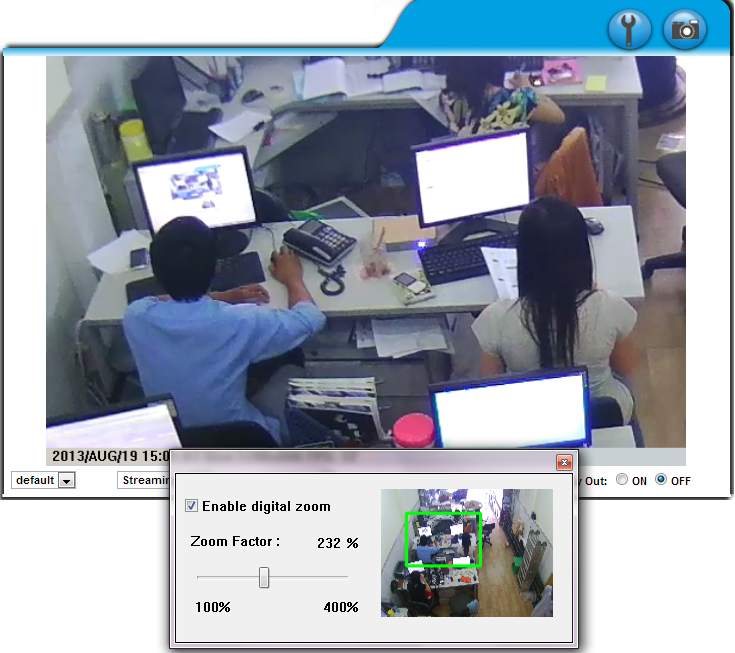 2013/AUG/19 15:0
default
Streamin
y Out:
ON
OFF
Enable digital zoom
Zoom Factor :
232 %
100%
400%